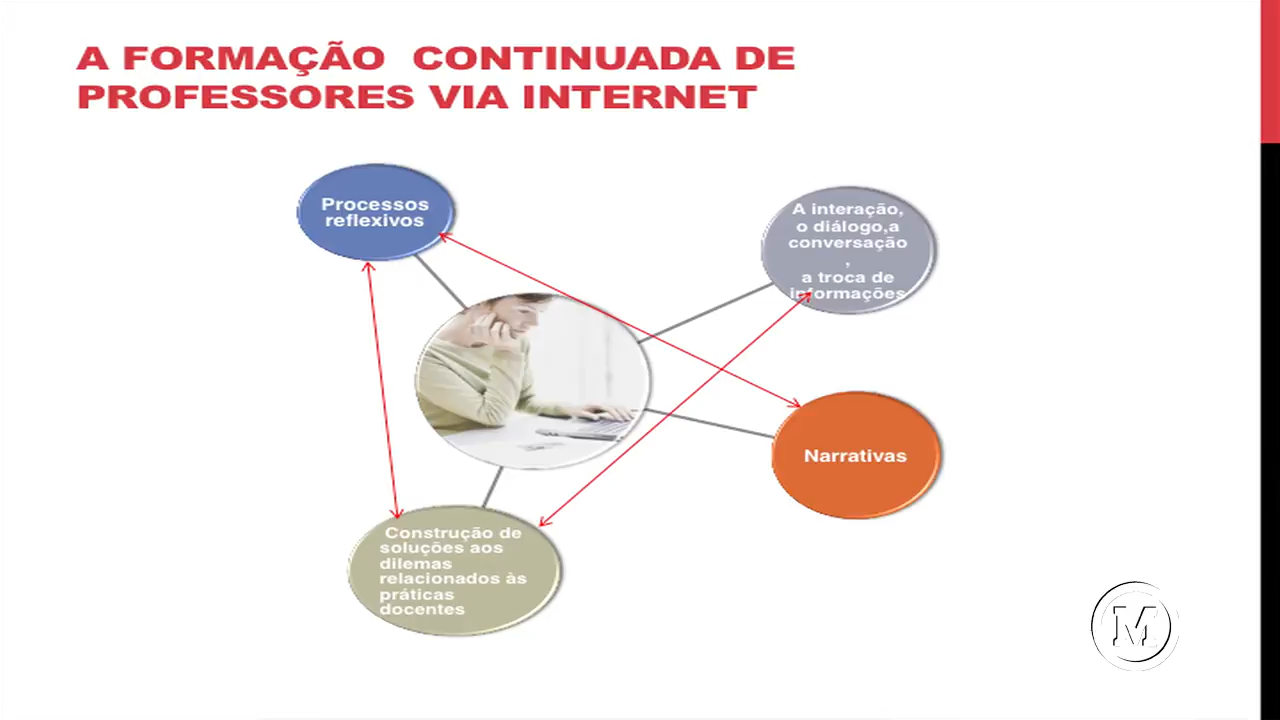 A FORMAÇÃO CONTINUADA DE
PROFESSORES VIA INTERNET
Processos
reflexivos
A interação,
o diálogo,a
conversação
,
a troca de
informações
Narrativas
Construção de
soluções aos
dilemas
relacionados às
práticas
docentes
M